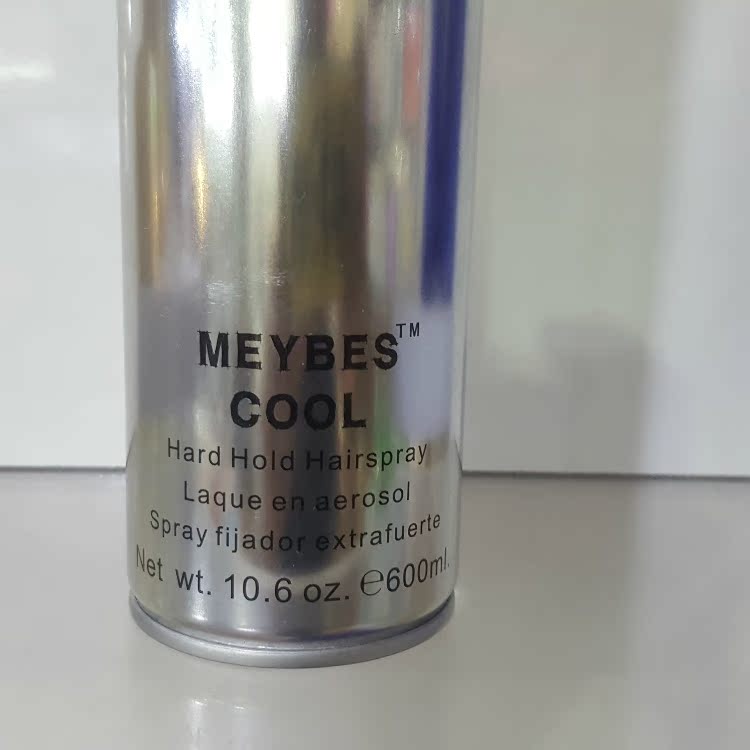 MEYBES™
COOL
Hard Hold Hairspray
Laque en aerosol
Spray fijador extrafuerte
Net wt. 10.6 oz. ℮600ml.